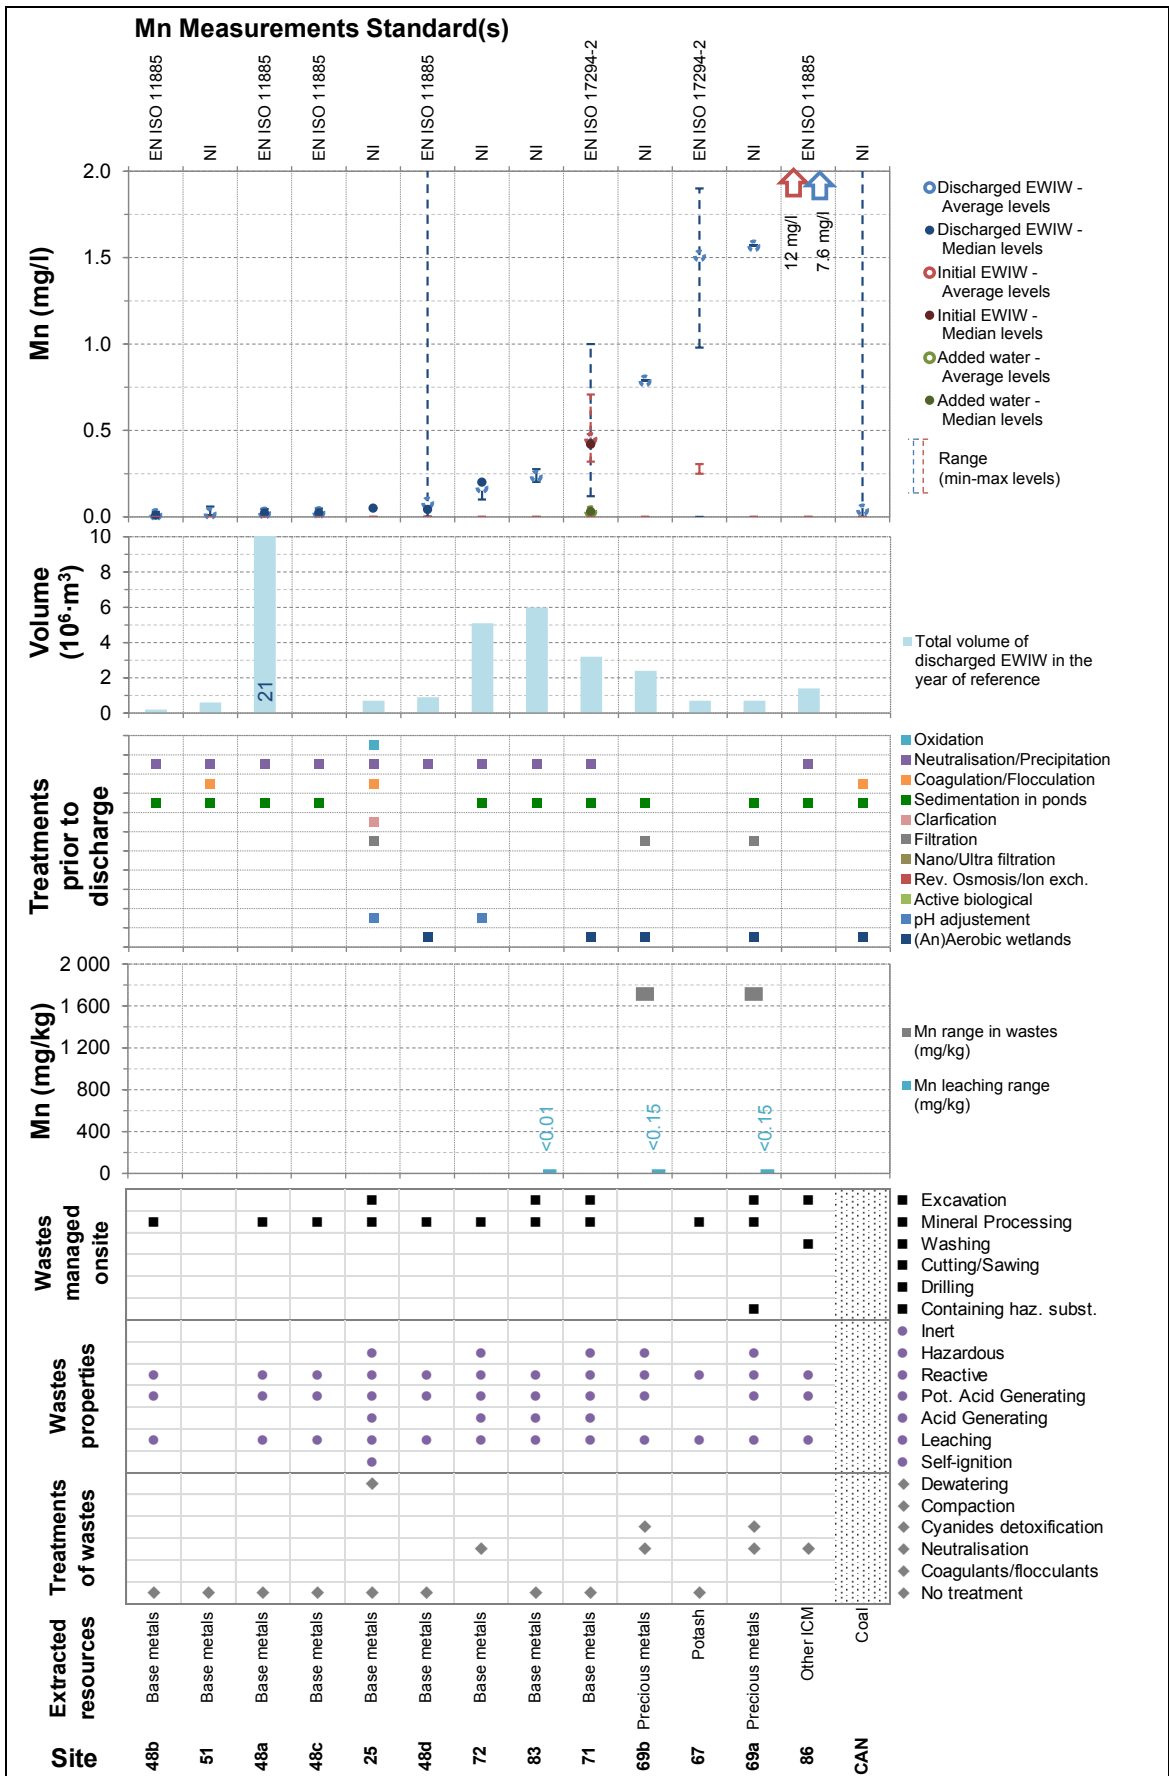 Mn Measurements Standard(s)
EN ISO 11885
NI
EN ISO 11885
EN ISO 11885
NI
EN ISO 11885
NI
NI
EN ISO 17294-2
NI
EN ISO 17294-2
NI
EN ISO 11885
NI
Mn (mg/l)
2.0
1.5
1.0
0.5
0.0
12 mg/l
7.6 mg/l
Discharged EWIW -
Average levels
Discharged EWIW -
Median levels
Initial EWIW -
Average levels
Initial EWIW -
Median levels
Added water -
Average levels
Added water -
Median levels
Range
(min-max levels)
Volume
(10⁶·m³)
10
8
6
4
2
0
21
Total volume of
discharged EWIW in the
year of reference
Treatments
prior to
discharge
Oxidation
Neutralisation/Precipitation
Coagulation/Flocculation
Sedimentation in ponds
Clarfication
Filtration
Nano/Ultra filtration
Rev. Osmosis/Ion exch.
Active biological
pH adjustement
(An)Aerobic wetlands
Mn (mg/kg)
2 000
1 600
1 200
800
400
0
<0.01
<0.15
<0.15
Mn range in wastes
(mg/kg)
Mn leaching range
(mg/kg)
Wastes
managed
onsite
Excavation
Mineral Processing
Washing
Cutting/Sawing
Drilling
Containing haz. subst.
Wastes
properties
Inert
Hazardous
Reactive
Pot. Acid Generating
Acid Generating
Leaching
Self-ignition
Treatments
of wastes
Dewatering
Compaction
Cyanides detoxification
Neutralisation
Coagulants/flocculants
No treatment
Extracted
resources
Base metals
Base metals
Base metals
Base metals
Base metals
Base metals
Base metals
Base metals
Base metals
Precious metals
Potash
Precious metals
Other ICM
Coal
Site
48b
51
48a
48c
25
48d
72
83
71
69b
67
69a
86
CAN